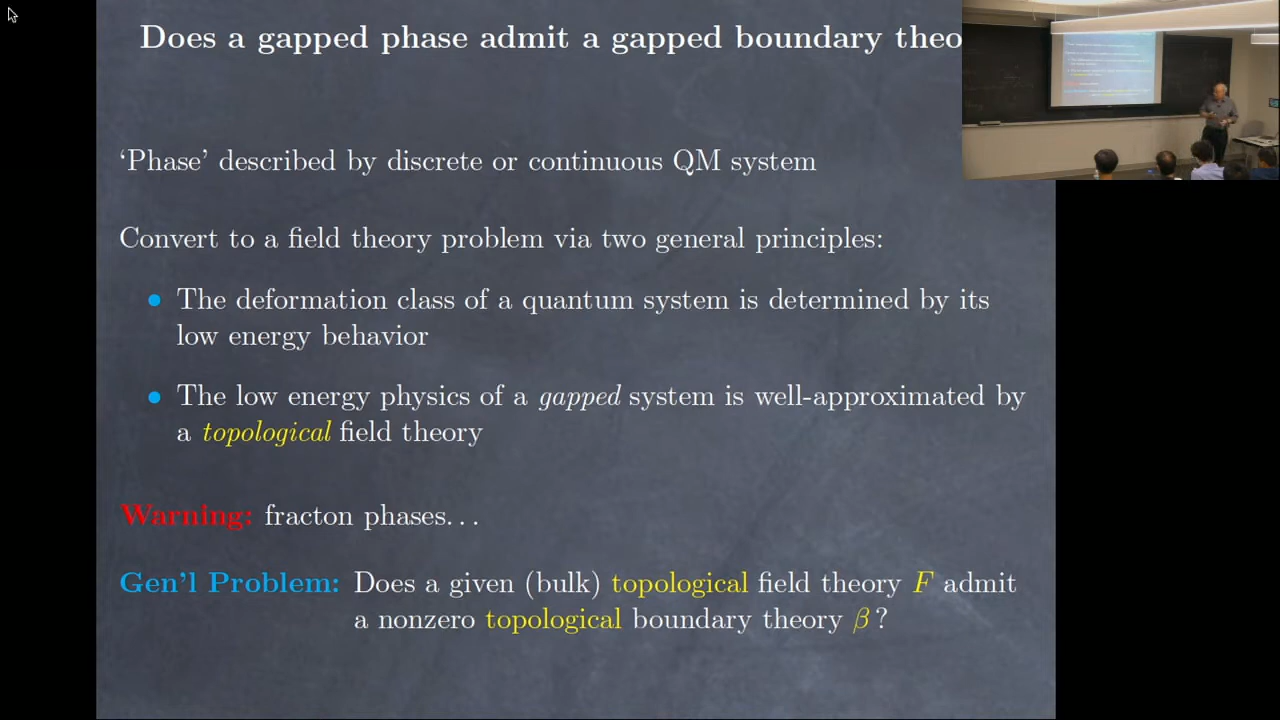 Does a gapped phase admit a gapped boundary theo
‘Phase’ described by discrete or continuous QM system
Convert to a field theory problem via two general principles:
• The deformation class of a quantum system is determined by its
low energy behavior
• The low energy physics of a gapped system is well-approximated by
a topological field theory
Warning: fracton phases...
Gen'l Problem: Does a given (bulk) topological field theory F admit
a nonzero topological boundary theory β?